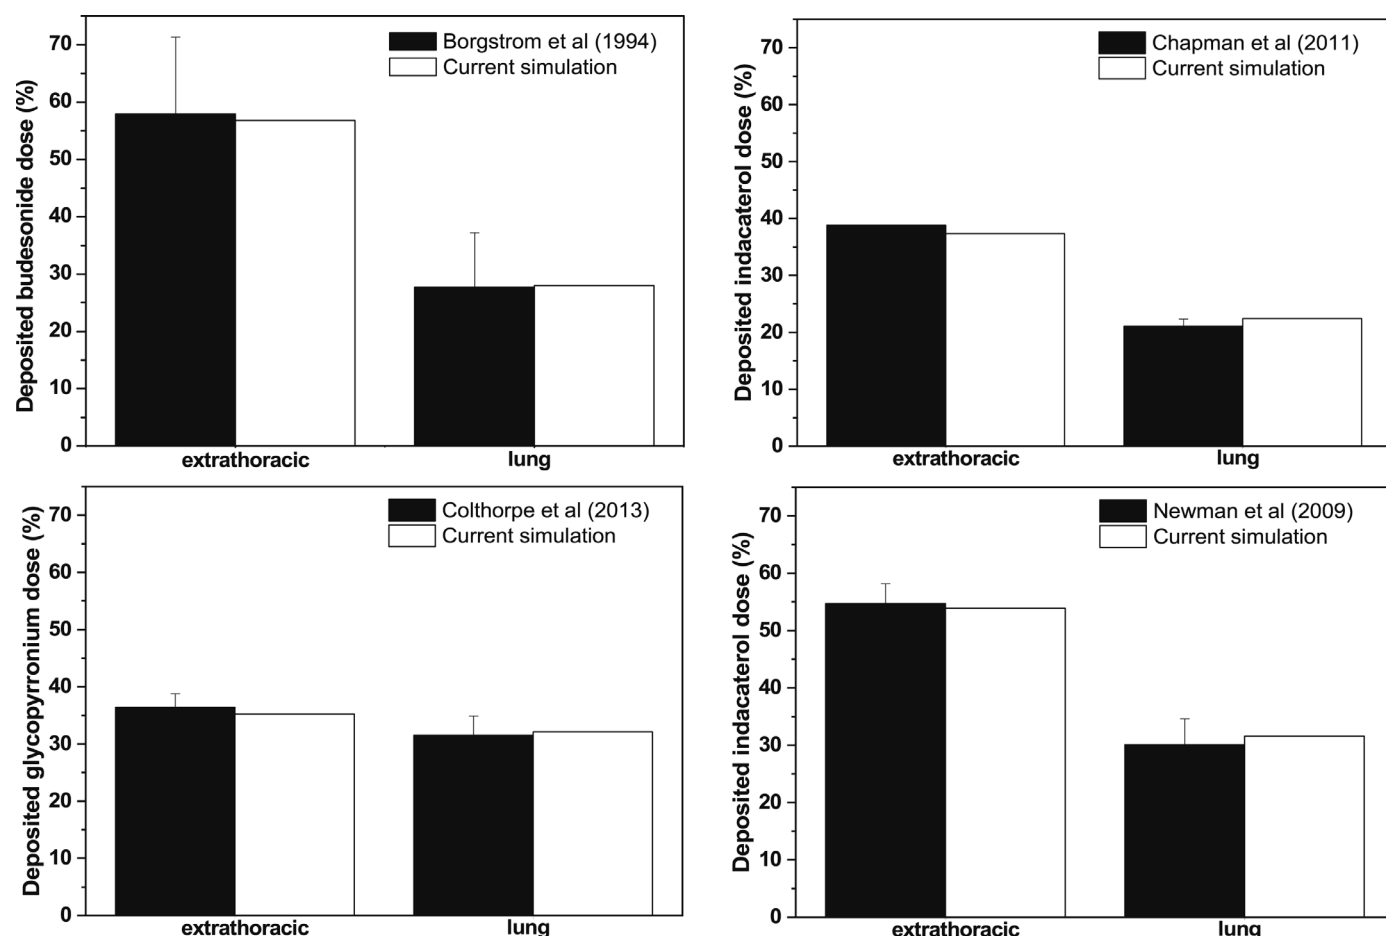 Deposited budesonide dose (%)
70
60
50
40
30
20
10
0
Borgstrom et al (1994)
Current simulation
extrathoracic
lung
Deposited indacaterol dose (%)
70
60
50
40
30
20
10
0
Chapman et al (2011)
Current simulation
extrathoracic
lung
Deposited glycopyrronium dose (%)
70
60
50
40
30
20
10
0
Colthorpe et al (2013)
Current simulation
extrathoracic
lung
Deposited indacaterol dose (%)
70
60
50
40
30
20
10
0
Newman et al (2009)
Current simulation
extrathoracic
lung